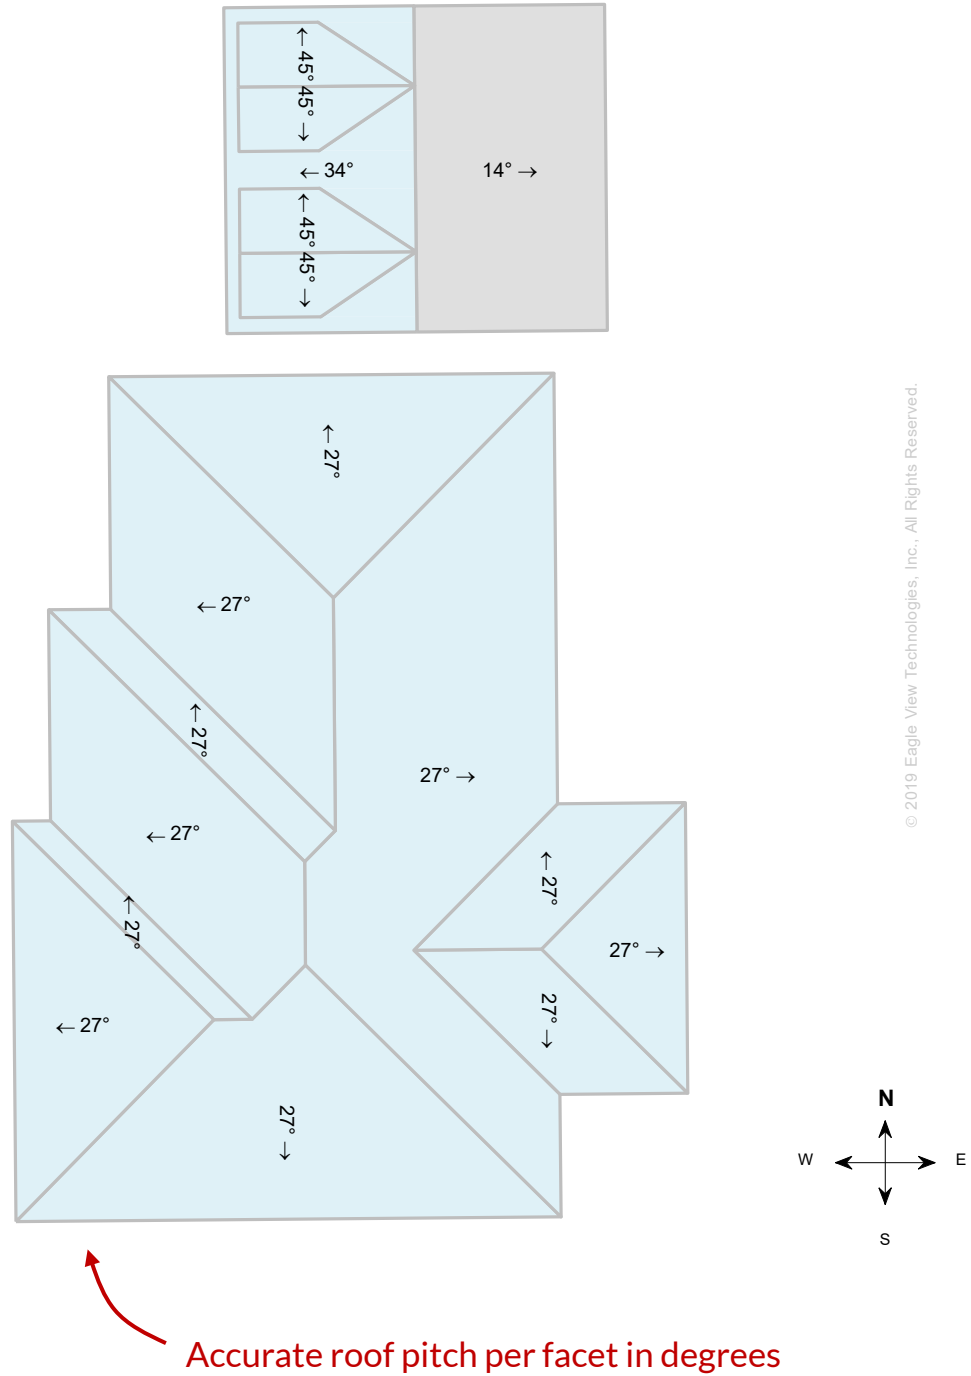 ← 45°
45° →
← 34°
14° →
← 45°
45° →
← 27°
← 27°
← 27°
27° →
← 27°
← 27°
← 27°
27° →
27° →
← 27°
27° →
© 2019 Eagle View Technologies, Inc., All Rights Reserved.
N
W
E
S
Accurate roof pitch per facet in degrees